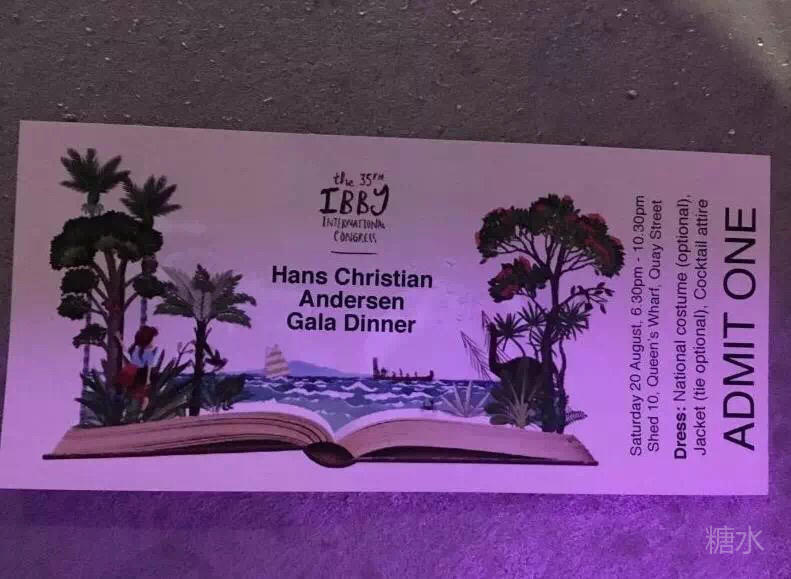 the 35TH
IBBY
INTERNATIONAL
CONGRESS
Hans Christian
Andersen
Gala Dinner
Saturday 20 August, 6.30pm - 10.30pm
Shed 10, Queen's Wharf, Quay Street
Dress: National costume (optional),
Jacket (tie optional), Cocktail attire
ADMIT ONE
糖水